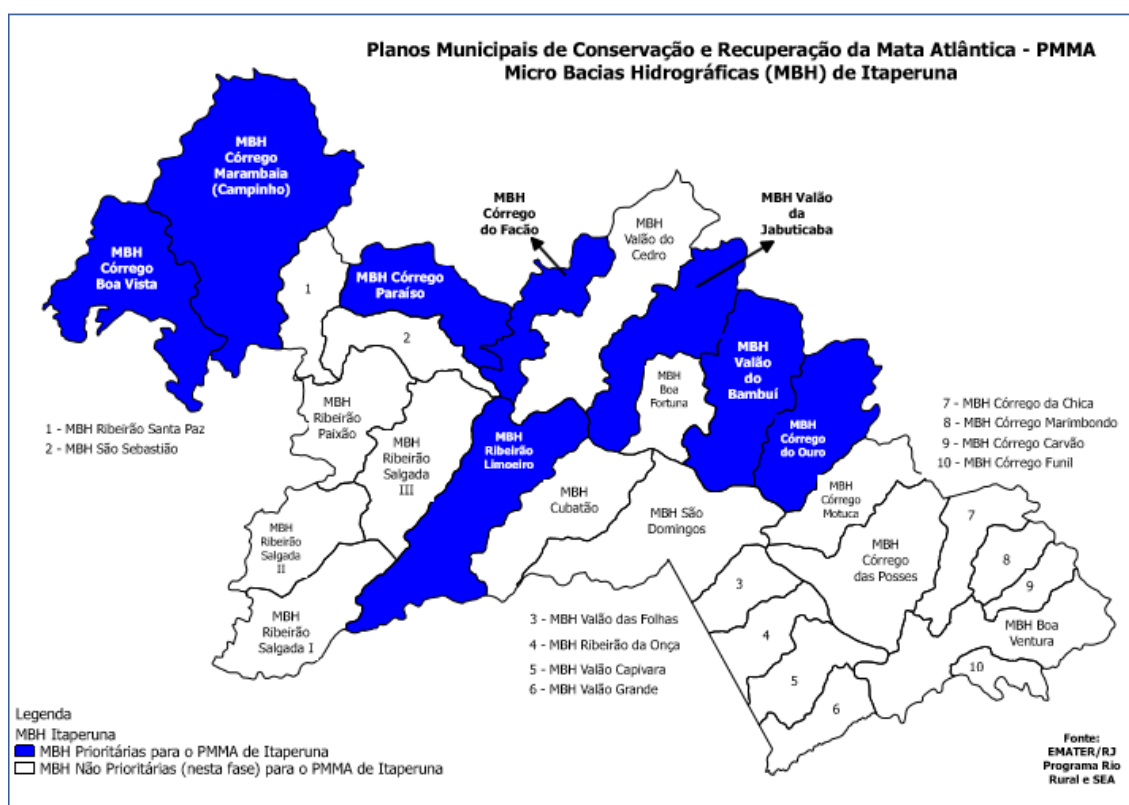 Planos Municipais de Conservação e Recuperação da Mata Atlântica - PMMA
Micro Bacias Hidrográficas (MBH) de Itaperuna
MBH
Córrego
Marambaia
(Campinho)
MBH
Córrego
Boa Vista
1
MBH Córrego
Paraíso
2
MBH
Córrego
do Facão
MBH
Valão do
Cedro
MBH Valão
da
Jabuticaba
MBH
Boa
Fortuna
MBH
Valão
do
Bambuí
MBH
Córrego
do Ouro
1 - MBH Ribeirão Santa Paz
2 - MBH São Sebastião
MBH
Ribeirão
Paixão
MBH
Ribeirão
Salgada
III
MBH
Ribeirão
Limoeiro
MBH
Ribeirão
Salgada
II
MBH
Ribeirão
Salgada I
MBH
Cubatão
MBH São
Domingos
7 - MBH Córrego da Chica
8 - MBH Córrego Marimbondo
9 - MBH Córrego Carvão
10 - MBH Córrego Funil
MBH
Córrego
Motuca
MBH
Córrego
das Posses
7
8
9
MBH Boa
Ventura
10
3
4
5
6
3 - MBH Valão das Folhas
4 - MBH Ribeirão da Onça
5 - MBH Valão Capivara
6 - MBH Valão Grande
Legenda
MBH Itaperuna
MBH Prioritárias para o PMMA de Itaperuna
MBH Não Prioritárias (nesta fase) para o PMMA de Itaperuna
Fonte:
EMATER/RJ
Programa Rio
Rural e SEA